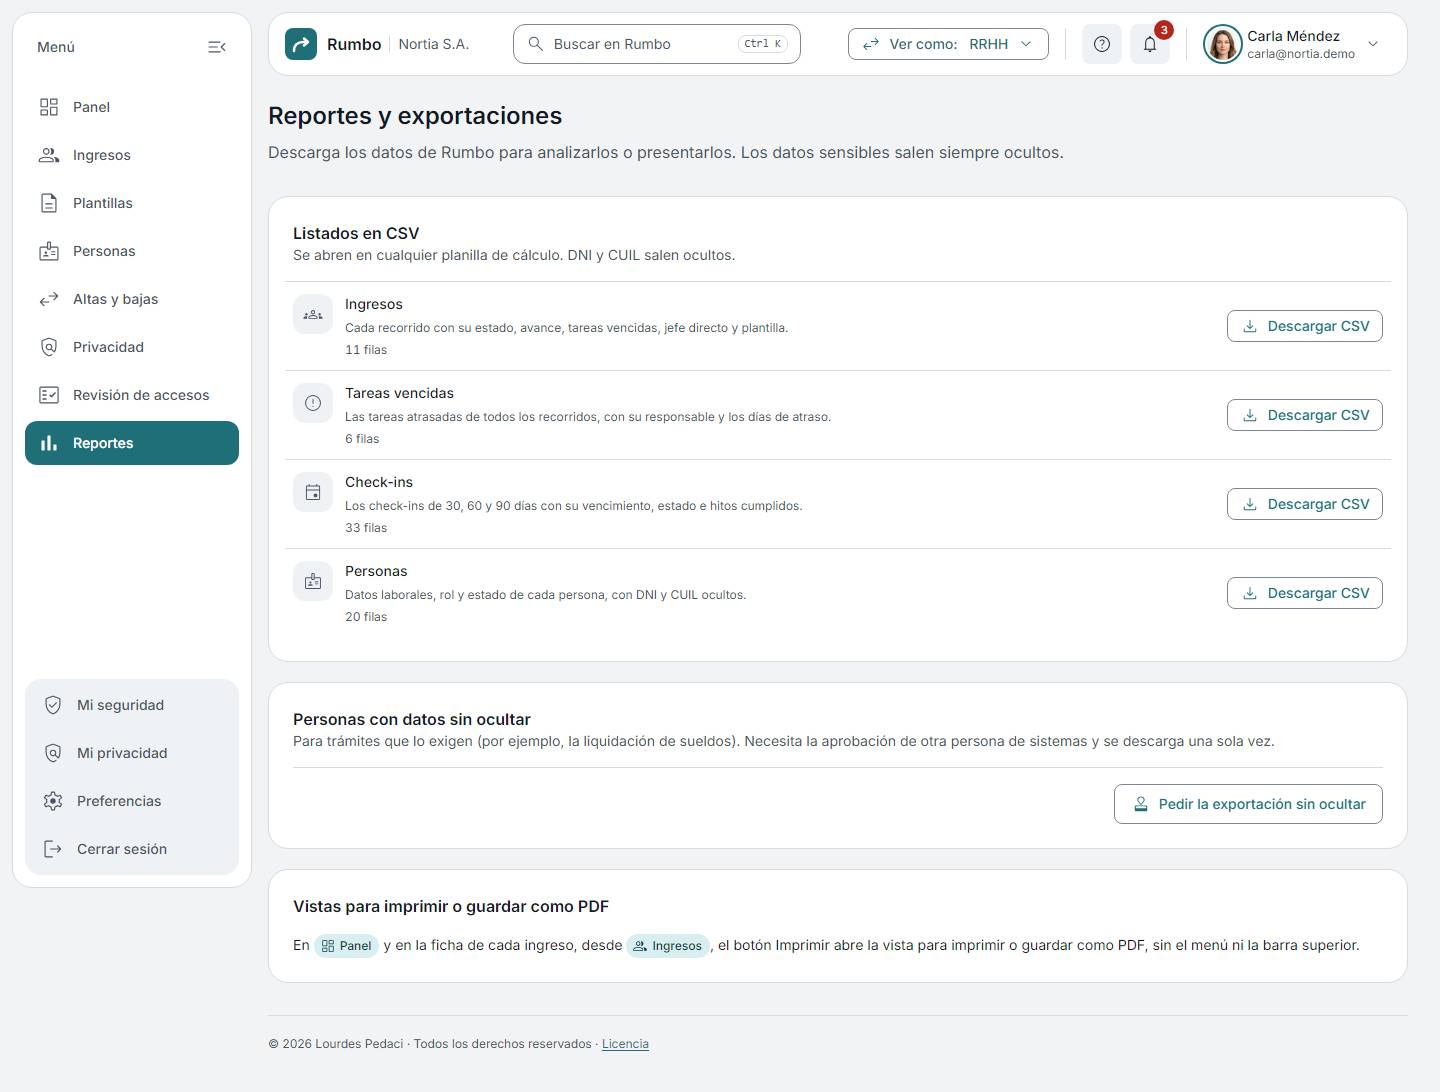 Menú
Panel
Ingresos
Plantillas
Personas
Altas y bajas
Privacidad
Revisión de accesos
Reportes
Mi seguridad
Mi privacidad
Preferencias
Cerrar sesión
Rumbo
Nortia S.A.
Buscar en Rumbo
Ctrl K
Ver como: RRHH
3
Carla Méndez
carla@nortia.demo
Reportes y exportaciones
Descarga los datos de Rumbo para analizarlos o presentarlos. Los datos sensibles salen siempre ocultos.
Listados en CSV
Se abren en cualquier planilla de cálculo. DNI y CUIL salen ocultos.
Ingresos
Cada recorrido con su estado, avance, tareas vencidas, jefe directo y plantilla.
11 filas
Descargar CSV
Tareas vencidas
Las tareas atrasadas de todos los recorridos, con su responsable y los días de atraso.
6 filas
Descargar CSV
Check-ins
Los check-ins de 30, 60 y 90 días con su vencimiento, estado e hitos cumplidos.
33 filas
Descargar CSV
Personas
Datos laborales, rol y estado de cada persona, con DNI y CUIL ocultos.
20 filas
Descargar CSV
Personas con datos sin ocultar
Para trámites que lo exigen (por ejemplo, la liquidación de sueldos). Necesita la aprobación de otra persona de sistemas y se descarga una sola vez.
Pedir la exportación sin ocultar
Vistas para imprimir o guardar como PDF
En Panel y en la ficha de cada ingreso, desde Ingresos, el botón Imprimir abre la vista para imprimir o guardar como PDF, sin el menú ni la barra superior.
© 2026 Lourdes Pedaci · Todos los derechos reservados · Licencia